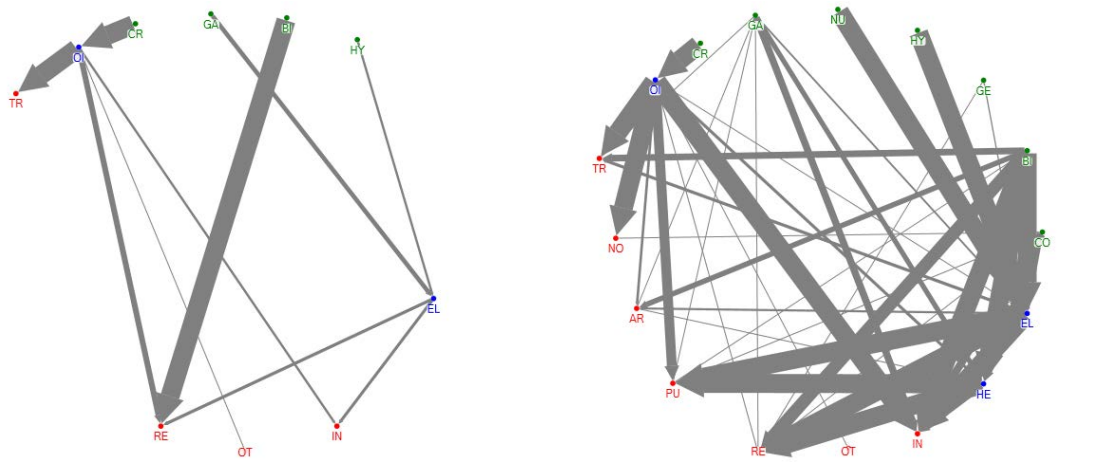 CR
GA
BI
HY
OI
TR
EL
RE
OT
IN
GA
NU
HY
CR
OI
GE
TR
BI
NO
CO
AR
EL
PU
HE
RE
OT
IN